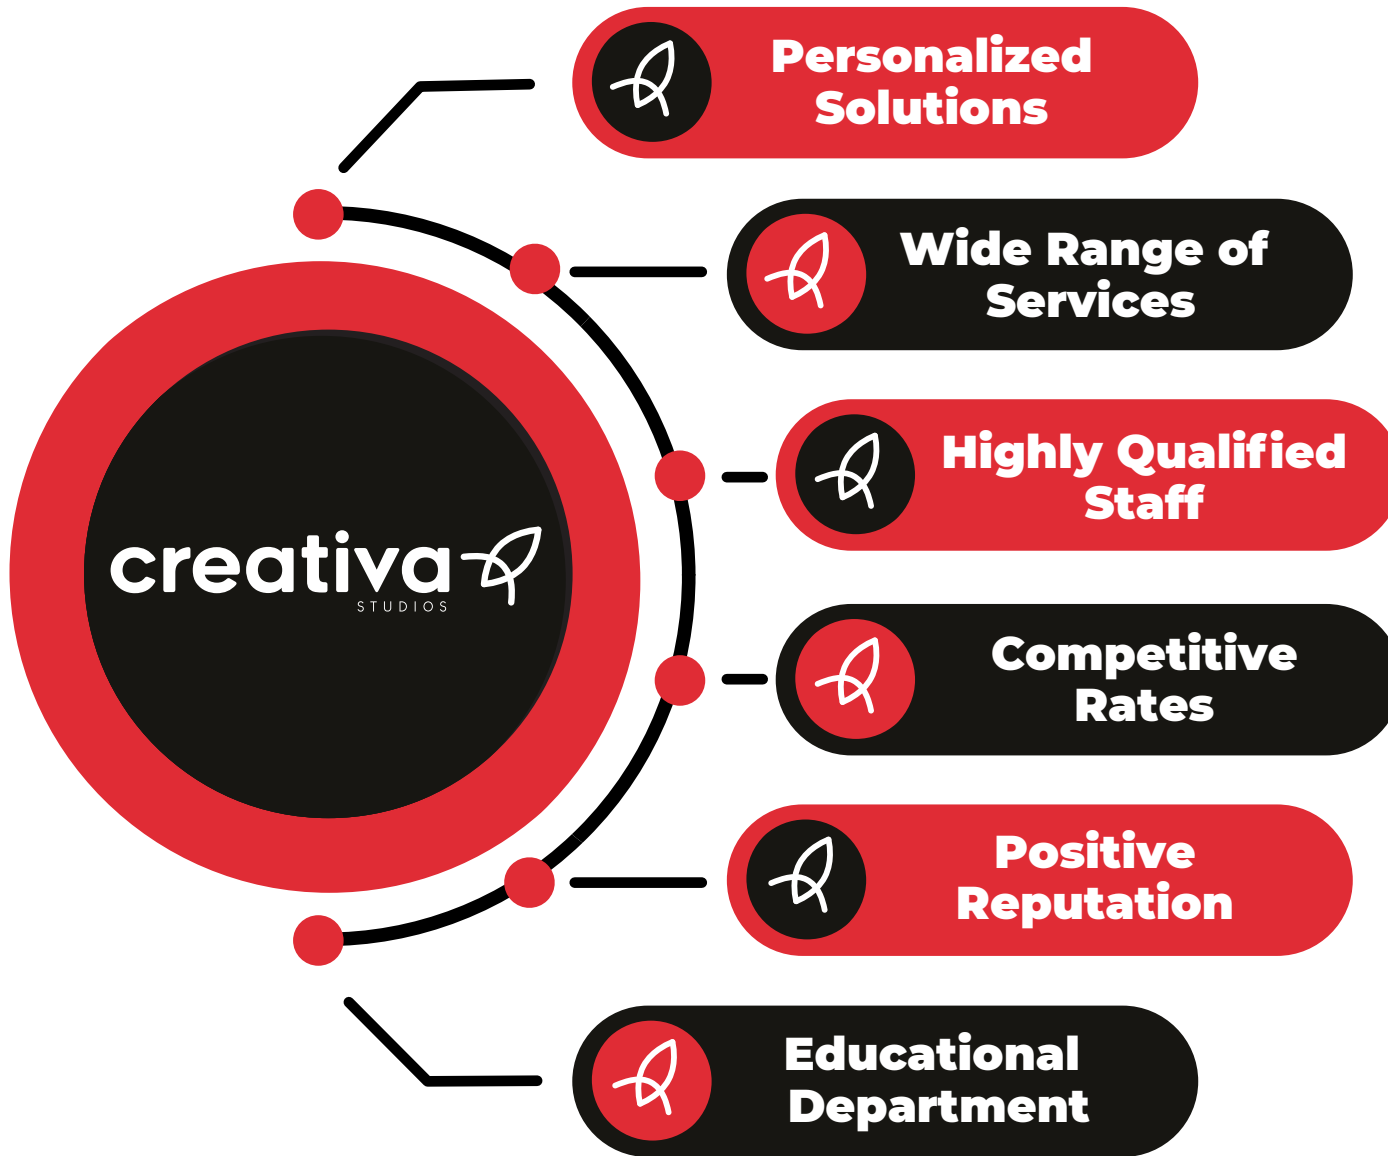 Personalized
Solutions
Wide Range of
Services
Highly Qualified
Staff
creativa
STUDIOS
Competitive
Rates
Positive
Reputation
Educational
Department